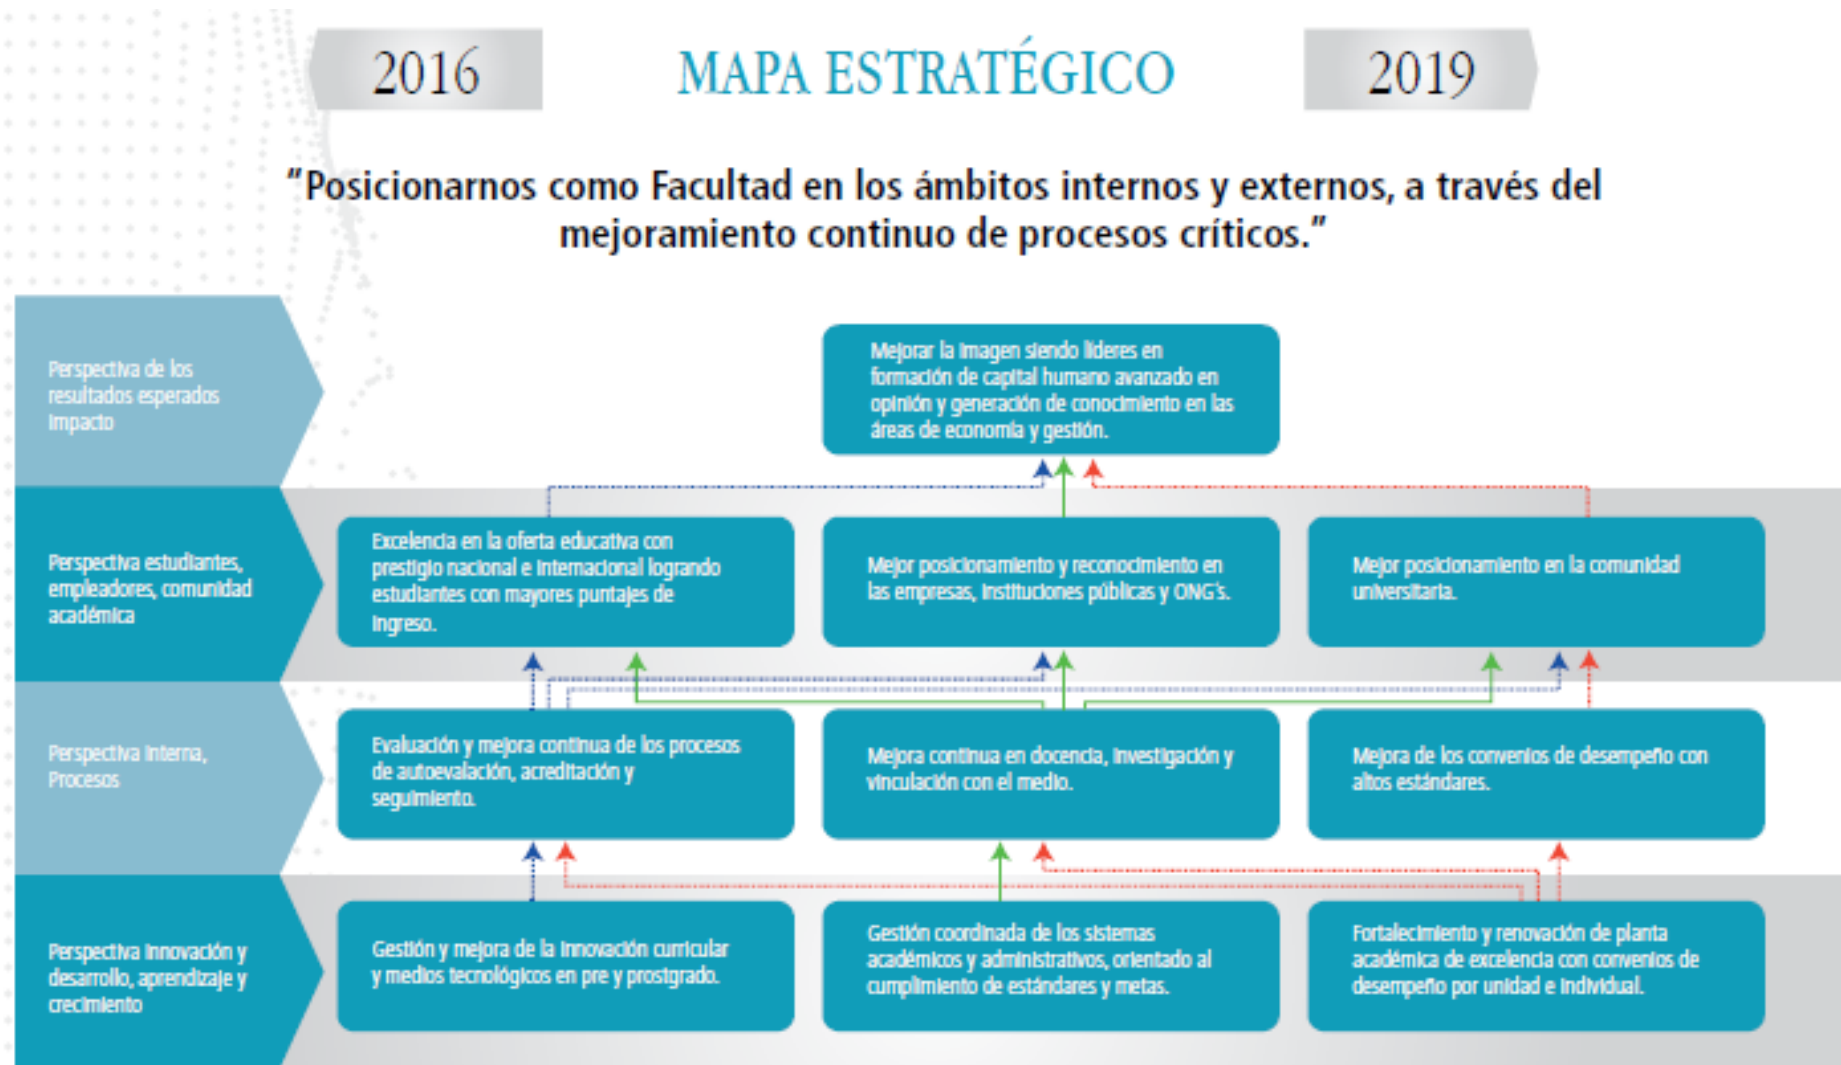 2016
MAPA ESTRATÉGICO
2019
"Posicionarnos como Facultad en los ámbitos internos y externos, a través del
mejoramiento continuo de procesos críticos."
Perspectiva de los
resultados esperados
Impacto
Mejorar la imagen siendo líderes en
formación de capital humano avanzado en
opinión y generación de conocimiento en las
áreas de economía y gestión.
Perspectiva estudiantes,
empleadores, comunidad
académica
Excelencia en la oferta educativa con
prestigio nacional e internacional logrando
estudiantes con mayores puntajes de
ingreso.
Mejor posicionamiento y reconocimiento en
las empresas, instituciones públicas y ONG's.
Mejor posicionamiento en la comunidad
universitaria.
Perspectiva Interna,
Procesos
Evaluación y mejora continua de los procesos
de autoevalación, acreditación y
seguimiento.
Mejora continua en docencia, investigación y
vinculación con el medio.
Mejora de los convenios de desempeño con
altos estándares.
Perspectiva innovación y
desarrollo, aprendizaje y
crecimiento
Gestión y mejora de la innovación curricular
y medios tecnológicos en pre y prostgrado.
Gestión coordinada de los sistemas
académicos y administrativos, orientado al
cumplimiento de estándares y metas.
Fortalecimiento y renovación de planta
académica de excelencia con convenios de
desempeño por unidad e individual.